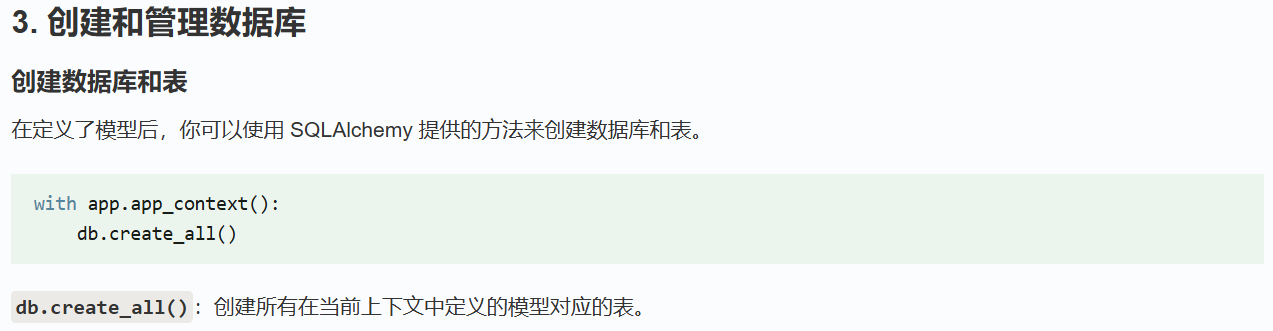 3. 创建和管理数据库
创建数据库和表
在定义了模型后，你可以使用 SQLAlchemy 提供的方法来创建数据库和表。
with app.app_context():
    db.create_all()
db.create_all()：创建所有在当前上下文中定义的模型对应的表。